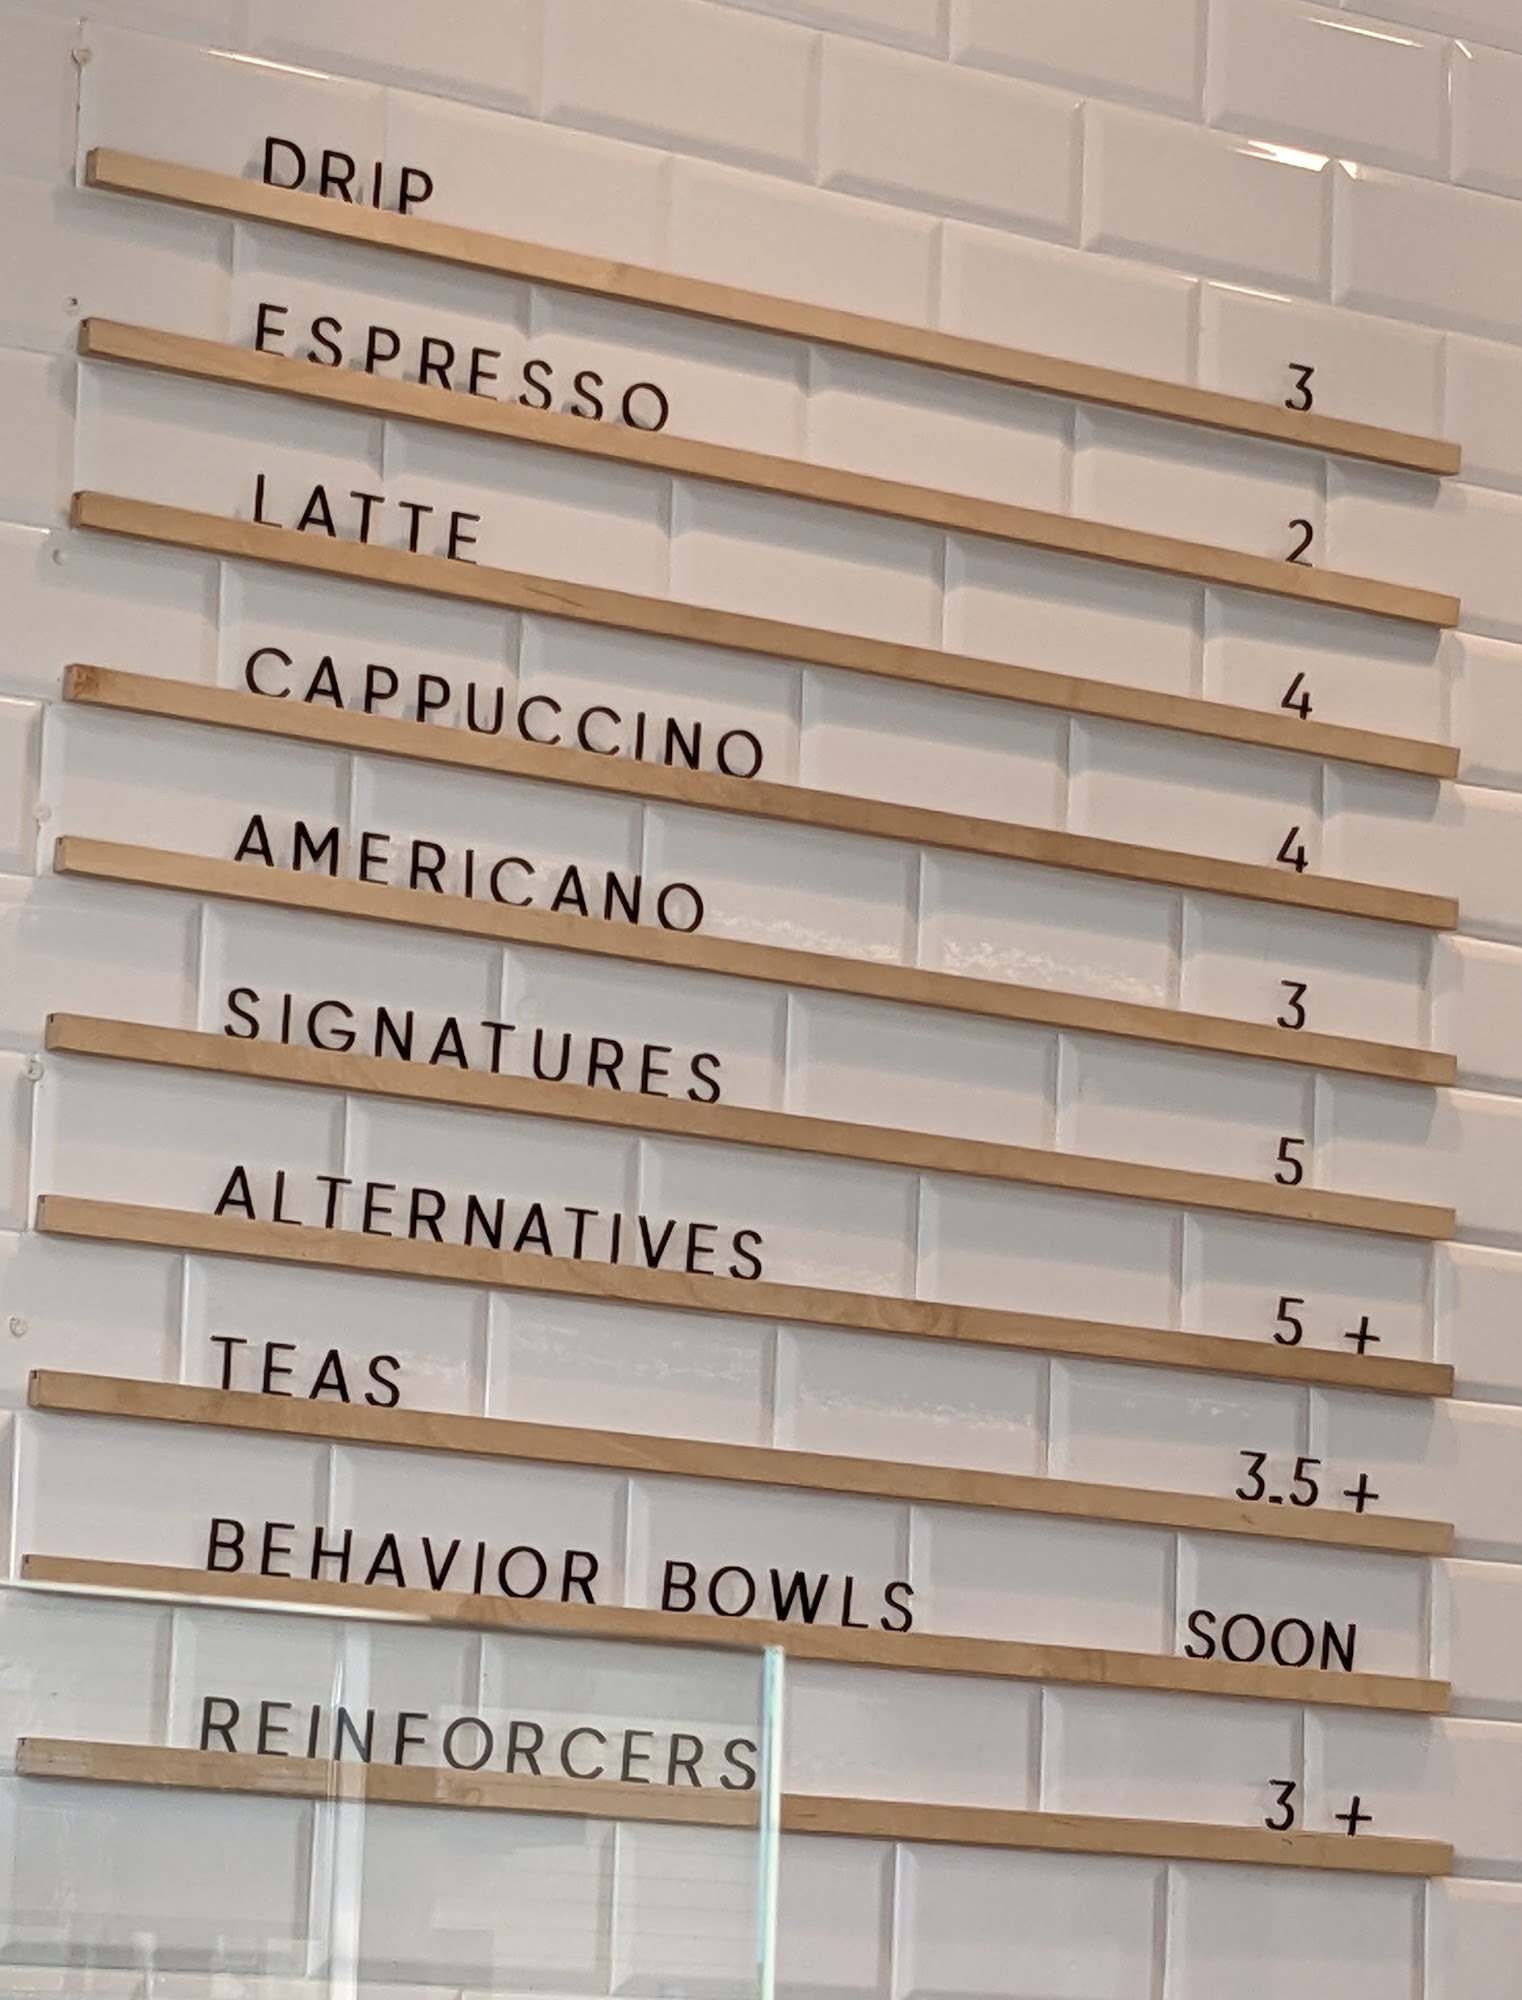 DRIP 3
ESPRESSO 2
LATTE 4
CAPPUCCINO 4
AMERICANO 3
SIGNATURES 5
ALTERNATIVES 5 +
TEAS 3.5 +
BEHAVIOR BOWLS SOON
REINFORCERS 3 +